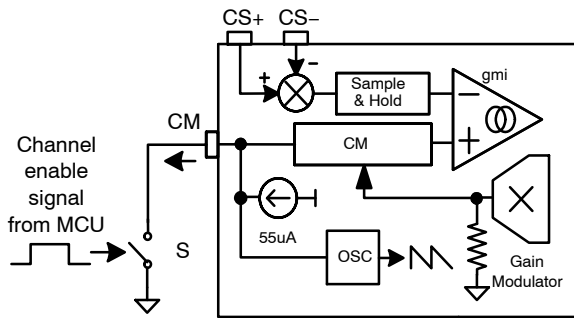 CS+ CS−
+ −
Sample
& Hold
gmi
−
+
CM
CM
Channel
enable
signal
from MCU
S
55uA
OSC
Gain
Modulator